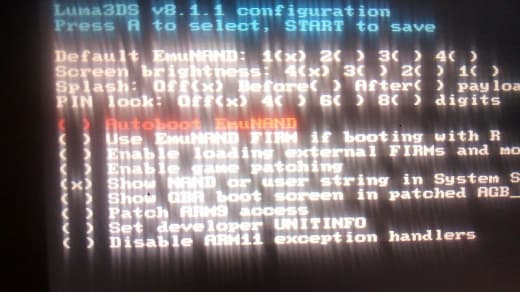 Luma3DS v8.1.1 configuration
Press A to select, START to save
Default EmuNAND: 1(x) 2( ) 3( ) 4( )
Screen brightness: 4(x) 3( ) 2( ) 1( )
Splash: Off(x) Before( ) After( ) payloa
PIN lock: Off(x) 4( ) 6( ) 8( ) digits
( ) Autoboot EmuNAND
( ) Use EmuNAND FIRM if booting with R
( ) Enable loading external FIRMs and mo
( ) Enable game patching
(x) Show NAND or user string in System S
( ) Show GBA boot screen in patched AGB_
( ) Patch ARM9 access
( ) Set developer UNITINFO
( ) Disable ARM11 exception handlers